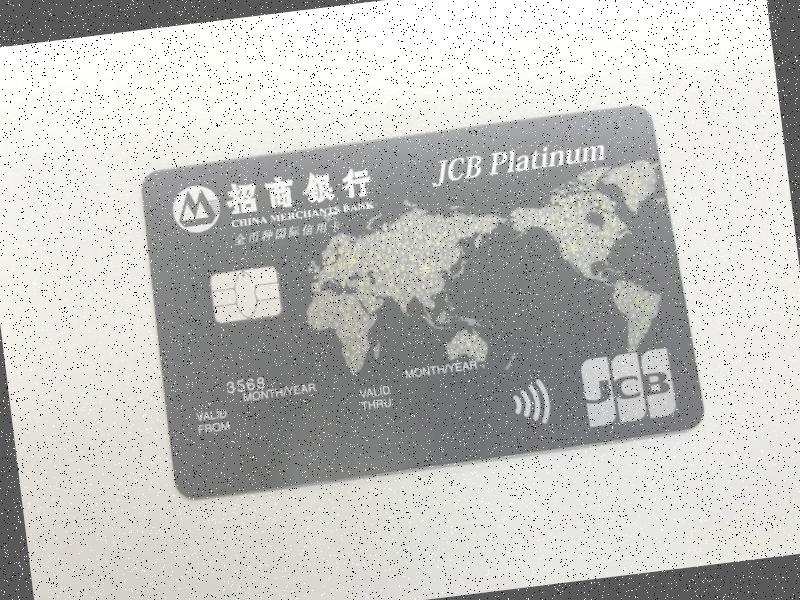 招商银行
JCB Platinum
CHINA MERCHANTS BANK
全币种国际信用卡
3568
MONTH/YEAR
MONTH/YEAR
VALID
FROM
VALID
THRU
JCB